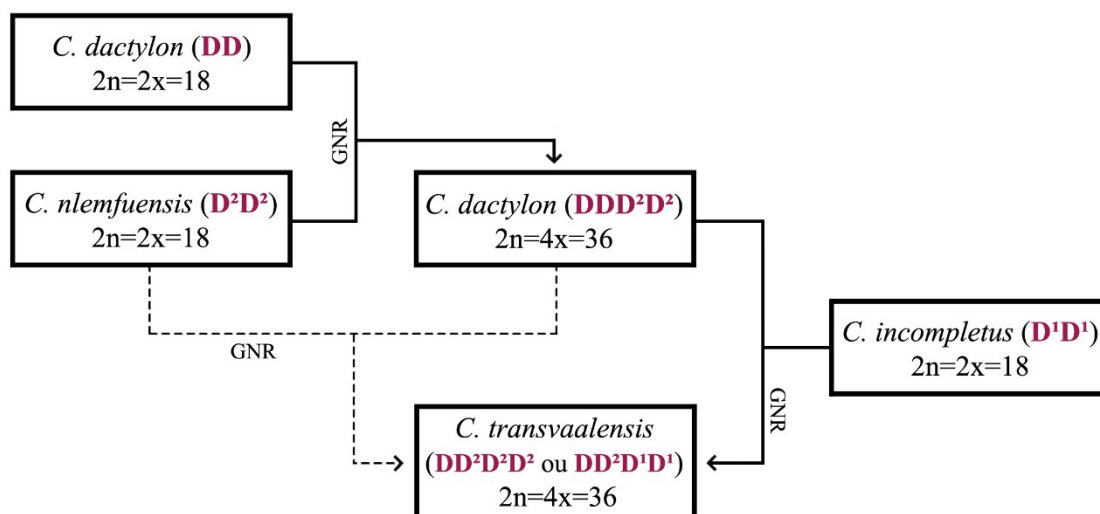 C. dactylon (DD)
2n=2x=18
GNR
C. nlemfuensis (D²D²)
2n=2x=18
C. dactylon (DDD²D²)
2n=4x=36
GNR
C. incompletus (D¹D¹)
2n=2x=18
GNR
C. transvaalensis
(DD²D²D² ou DD²D¹D¹)
2n=4x=36